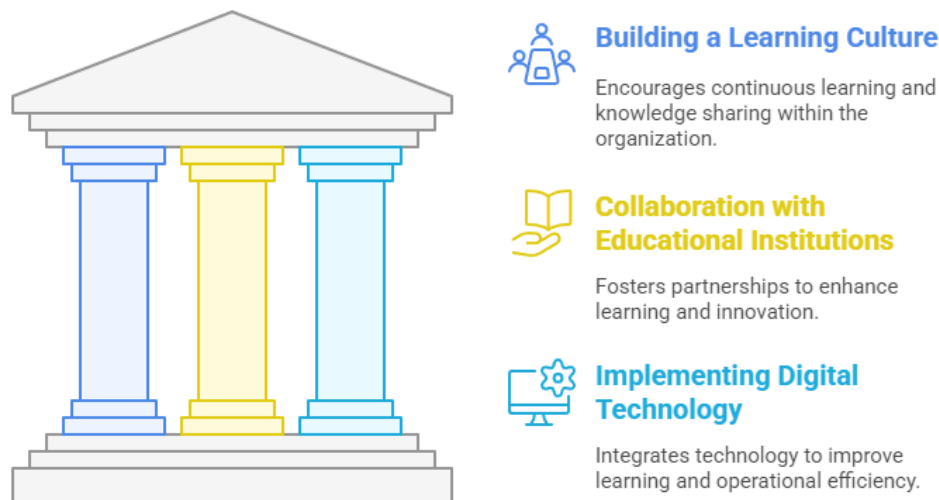 Building a Learning Culture
Encourages continuous learning and
knowledge sharing within the
organization.
Collaboration with
Educational Institutions
Fosters partnerships to enhance
learning and innovation.
Implementing Digital
Technology
Integrates technology to improve
learning and operational efficiency.